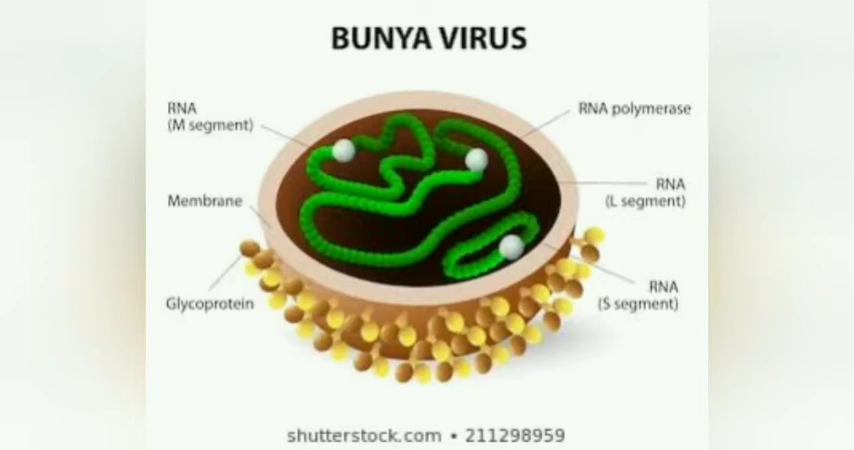 BUNYA VIRUS
RNA
(M segment)
RNA polymerase
Membrane
RNA
(L segment)
Glycoprotein
RNA
(S segment)
shutterstock.com • 211298959